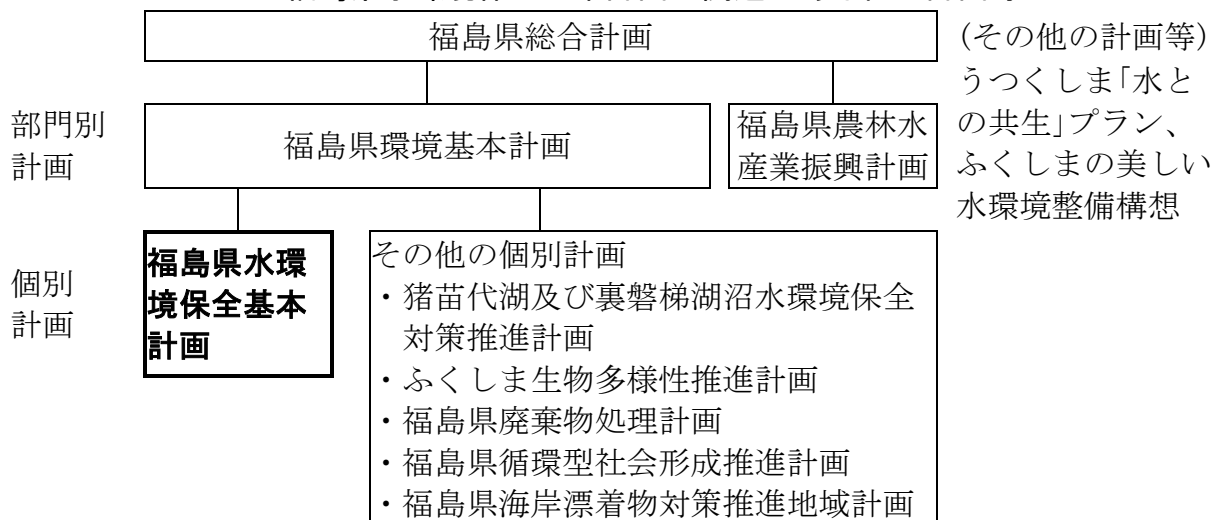 福島県総合計画
(その他の計画等)
うつくしま「水と
の共生」プラン、
ふくしまの美しい
水環境整備構想
部門別
計画
福島県環境基本計画
福島県農林水
産業振興計画
個別
計画
福島県水環
境保全基本
計画
その他の個別計画
・猪苗代湖及び裏磐梯湖沼水環境保全
対策推進計画
・ふくしま生物多様性推進計画
・福島県廃棄物処理計画
・福島県循環型社会形成推進計画
・福島県海岸漂着物対策推進地域計画